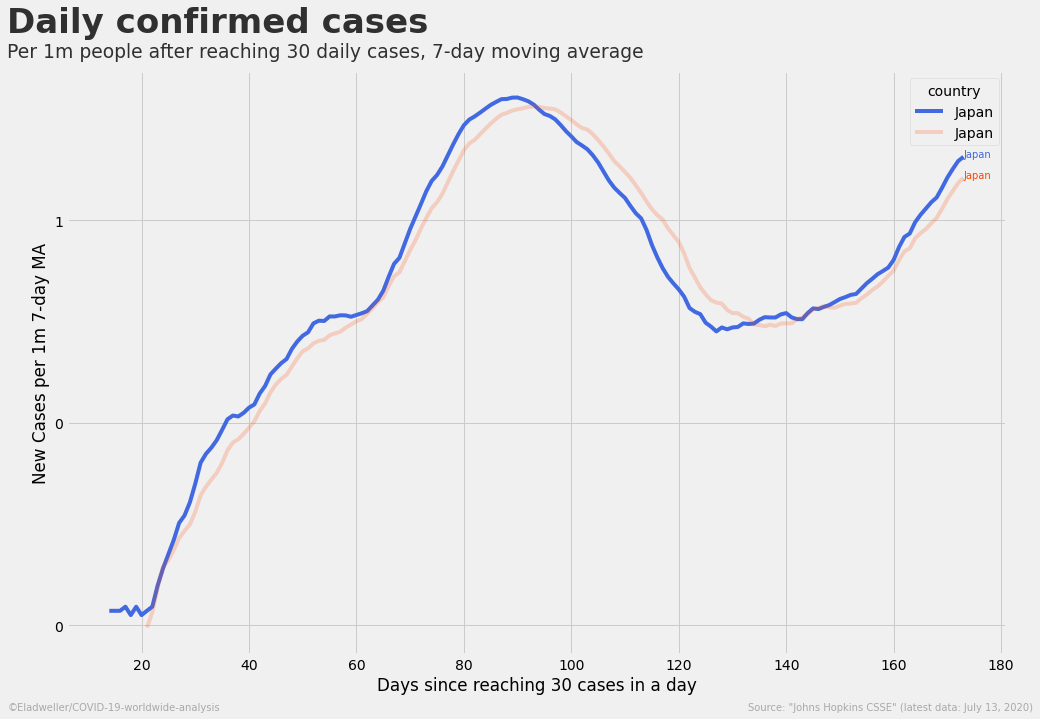 Daily confirmed cases
Per 1m people after reaching 30 daily cases, 7-day moving average
country
Japan
Japan
Japan
Japan
New Cases per 1m 7-day MA
1
0
0
20 40 60 80 100 120 140 160 180
Days since reaching 30 cases in a day
©Eladweller/COVID-19-worldwide-analysis
Source: "Johns Hopkins CSSE" (latest data: July 13, 2020)